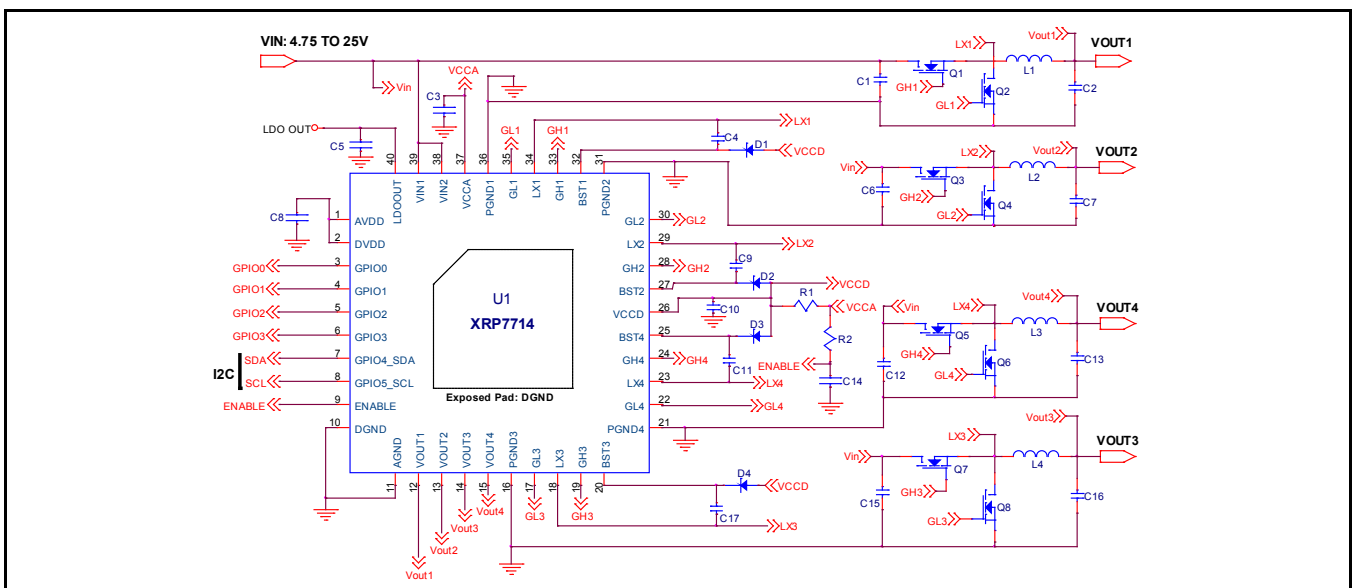 VIN: 4.75 TO 25V
Vin
LDO OUT
C5
C3
VCCA
GL1
GH1
LX1
C4
D1
VCCD
40
39
38
37
36
35
34
33
32
31
LDOOUT
VIN1
VIN2
VCCA
PGND1
GL1
LX1
GH1
BST1
PGND2
C8
1
AVDD
2
DVDD
GPIO0
3
GPIO0
GPIO1
4
GPIO1
GPIO2
5
GPIO2
GPIO3
6
GPIO3
I2C
SDA
7
GPIO4_SDA
SCL
8
GPIO5_SCL
ENABLE
9
ENABLE
10
DGND
U1
XRP7714
Exposed Pad: DGND
GL2
30
GL2
LX2
29
LX2
GH2
28
GH2
BST2
27
VCCD
26
BST4
25
GH4
24
GH4
LX4
23
LX4
GL4
22
GL4
PGND4
21
C9
D2
VCCD
C10
R1
VCCA
D3
R2
C11
ENABLE
C14
AGND
VOUT1
VOUT2
VOUT3
VOUT4
PGND3
GL3
LX3
GH3
BST3
11
12
13
14
15
16
17
18
19
20
Vout1
Vout2
Vout3
Vout4
GL3
GH3
D4
VCCD
C17
LX3
C1
LX1
Vout1
VOUT1
Q1
GH1
Q2
GL1
L1
C2
Vin
C6
LX2
Vout2
VOUT2
Q3
GH2
Q4
GL2
L2
C7
Vin
C12
LX4
Vout4
VOUT4
Q5
GH4
Q6
GL4
L3
C13
Vin
C15
LX3
Vout3
VOUT3
Q7
GH3
Q8
GL3
L4
C16